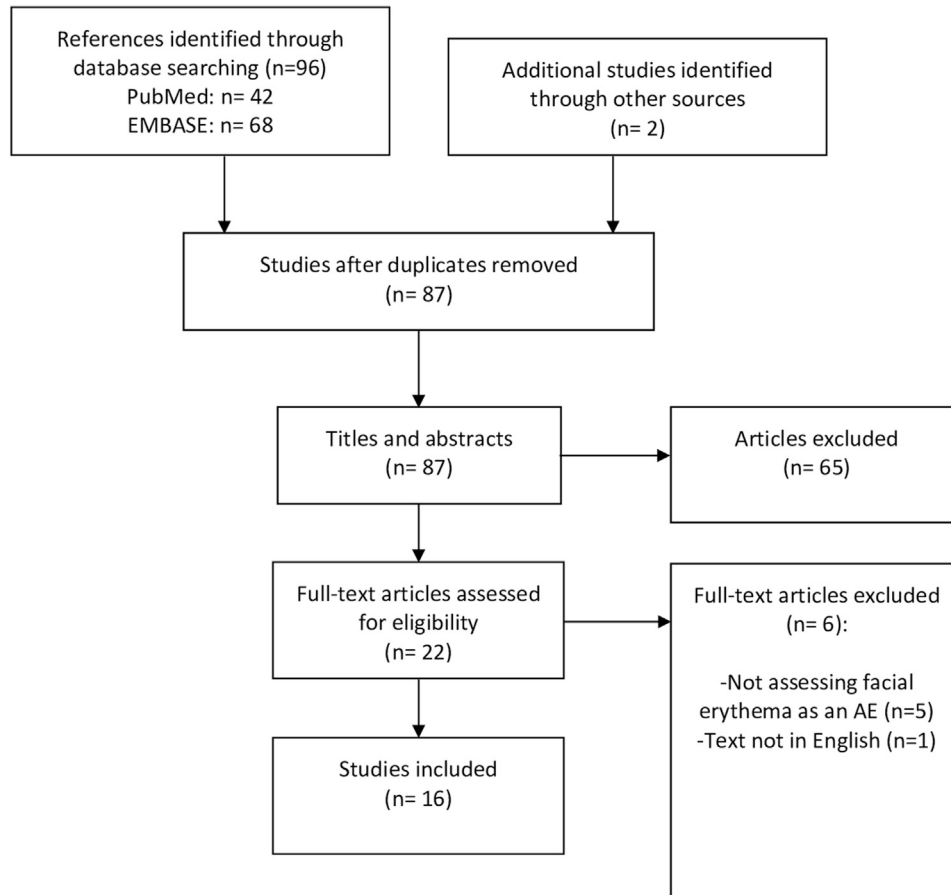 References identified through
database searching (n=96)
PubMed: n= 42
EMBASE: n= 68
Additional studies identified
through other sources
(n= 2)
Studies after duplicates removed
(n= 87)
Titles and abstracts
(n= 87)
Articles excluded
(n= 65)
Full-text articles assessed
for eligibility
(n= 22)
Full-text articles excluded
(n= 6):
-Not assessing facial
erythema as an AE (n=5)
-Text not in English (n=1)
Studies included
(n= 16)